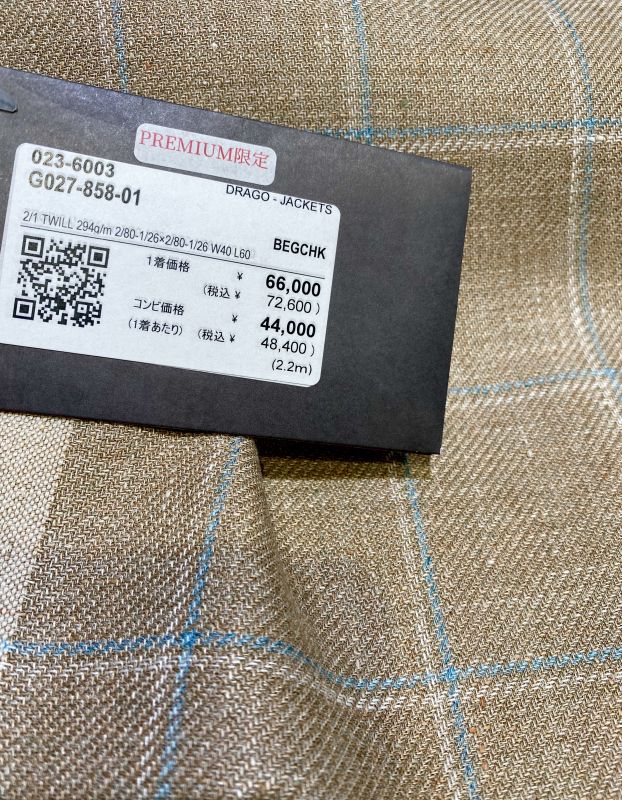 PREMIUM限定
023-6003
G027-858-01
DRAGO - JACKETS
2/1 TWILL 294g/m 2/80-1/26×2/80-1/26 W40 L60
BEGCHK
1着価格 ¥ 66,000
(税込 ¥ 72,600 )
コンビ価格 ¥ 44,000
(1着あたり) (税込 ¥ 48,400 )
(2.2m)